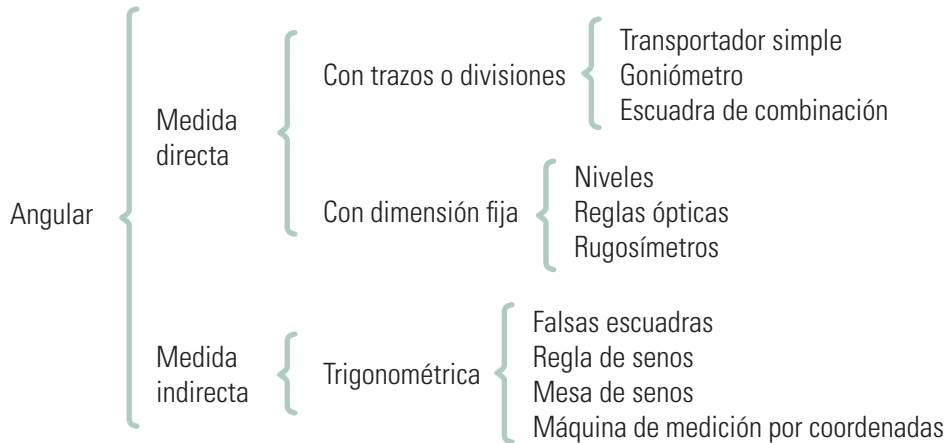 Angular
Medida
directa
Con trazos o divisiones
Transportador simple
Goniómetro
Escuadra de combinación
Con dimensión fija
Niveles
Reglas ópticas
Rugosímetros
Medida
indirecta
Trigonométrica
Falsas escuadras
Regla de senos
Mesa de senos
Máquina de medición por coordenadas